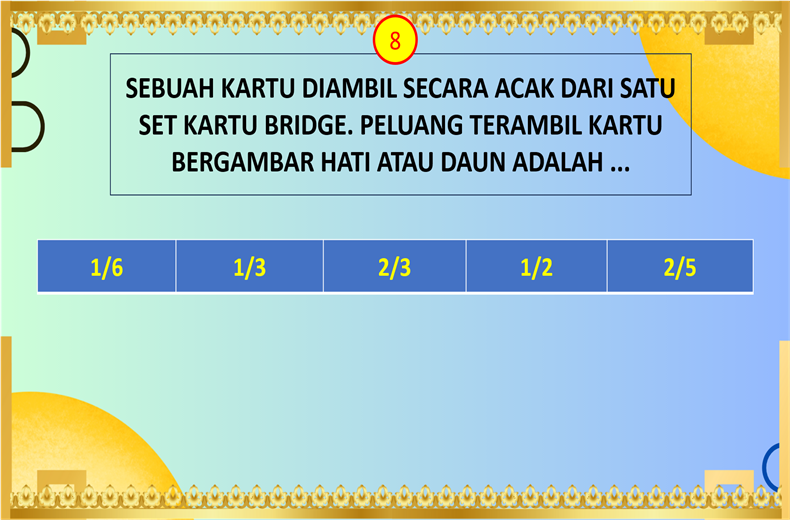 8
SEBUAH KARTU DIAMBIL SECARA ACAK DARI SATU
SET KARTU BRIDGE. PELUANG TERAMBIL KARTU
BERGAMBAR HATI ATAU DAUN ADALAH ...
1/6 1/3 2/3 1/2 2/5